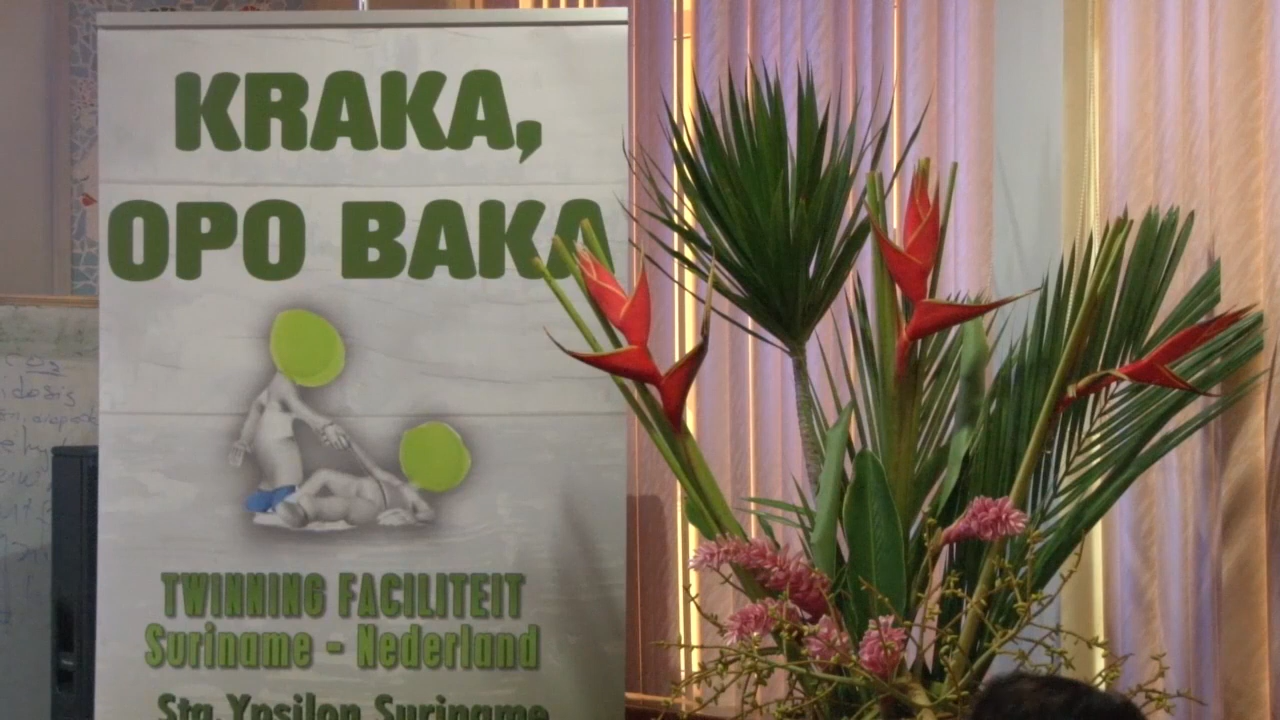 KRAKA,
OPO BAKA
TWINNING FACILITEIT
Suriname - Nederland
Stg. Ypsilon Suriname